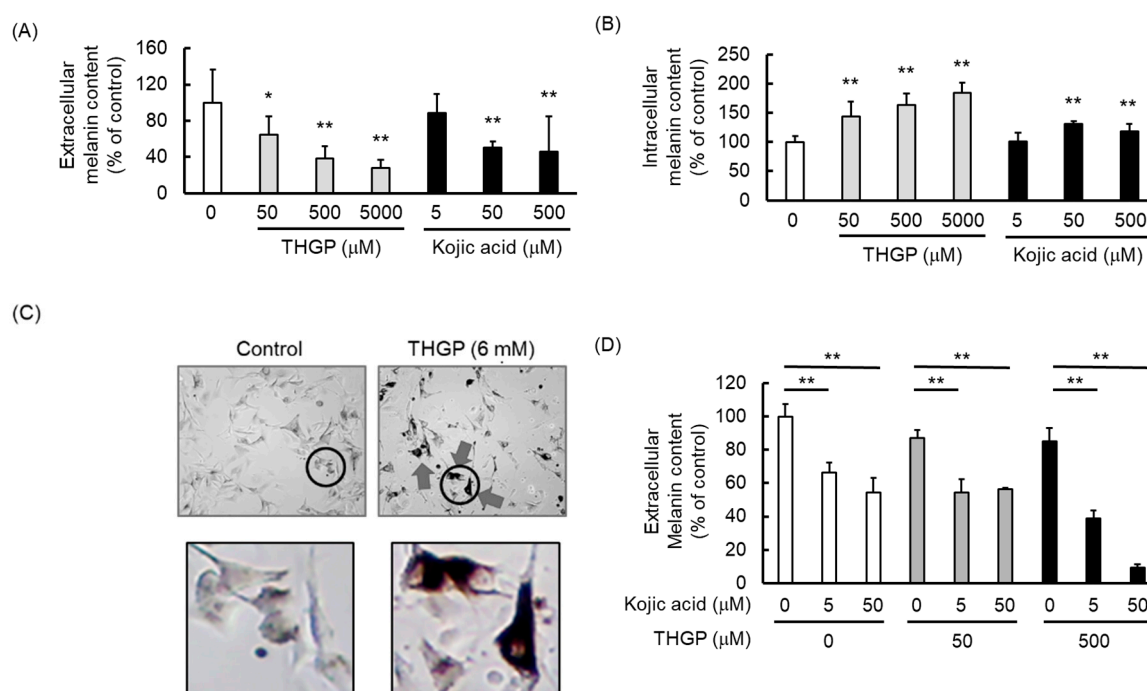 (A)
Extracellular
melanin content
(% of control)
160
120
80
40
0
*
**
**
**
**
0 50 500 5000 5 50 500
THGP (μM) Kojic acid (μM)
(B)
Intracellular
melanin content
(% of control)
250
200
150
100
50
0
**
**
**
**
**
0 50 500 5000 5 50 500
THGP (μM) Kojic acid (μM)
(C)
Control THGP (6 mM)
(D)
Extracellular
Melanin content
(% of control)
120
100
80
60
40
20
0
** ** **
** ** **
Kojic acid (μM) 0 5 50 0 5 50 0 5 50
THGP (μM) 0 50 500